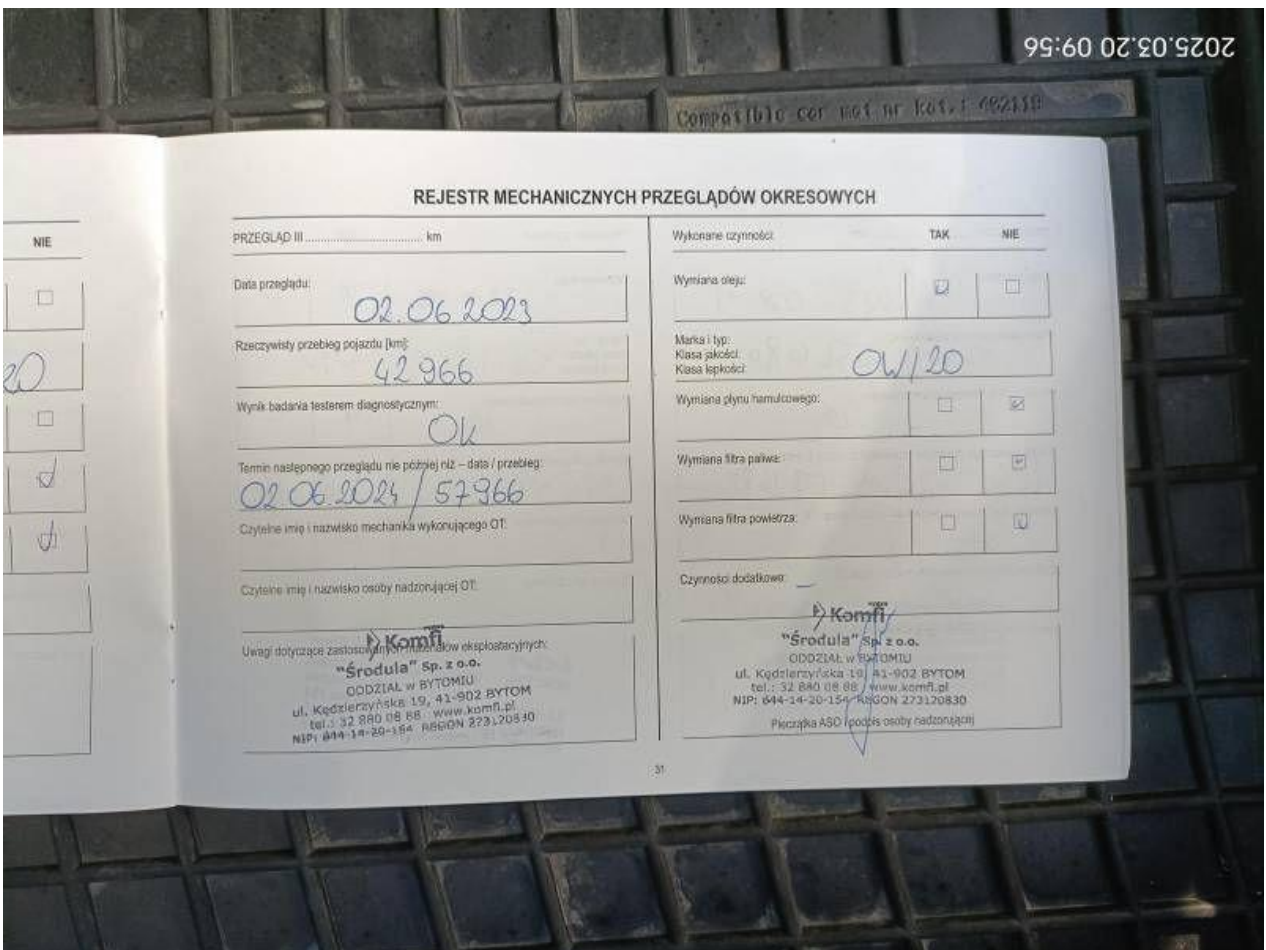 2025.03.20 09:56
Compatible car mat nr kat.: 482119
REJESTR MECHANICZNYCH PRZEGLĄDÓW OKRESOWYCH
NIE
20
PRZEGLĄD III ........................................ km
Data przeglądu:
02.06.2023
Rzeczywisty przebieg pojazdu [km]:
42 966
Wynik badania testerem diagnostycznym:
OK
Termin następnego przeglądu nie później niż – data / przebieg:
02.06.2024 / 57966
Czytelne imię i nazwisko mechanika wykonującego OT:
Czytelne imię i nazwisko osoby nadzorującej OT:
Uwagi dotyczące zastosowanych materiałów eksploatacyjnych:
Komfi
"Środula" Sp. z o.o.
ODDZIAŁ w BYTOMIU
ul. Kędzierzyńska 19, 41-902 BYTOM
tel.: 32 880 08 88 www.komfi.pl
NIP: 644-14-20-154 REGON 273120830
Wykonane czynności: TAK NIE
Wymiana oleju:
Marka i typ:
Klasa jakości:
Klasa lepkości:
0W/20
Wymiana płynu hamulcowego:
Wymiana filtra paliwa:
Wymiana filtra powietrza:
Czynności dodatkowe: —
Komfi
"Środula" Sp. z o.o.
ODDZIAŁ w BYTOMIU
ul. Kędzierzyńska 19, 41-902 BYTOM
tel.: 32 880 08 88 www.komfi.pl
NIP: 644-14-20-154 REGON 273120830
Pieczątka ASO i podpis osoby nadzorującej
31